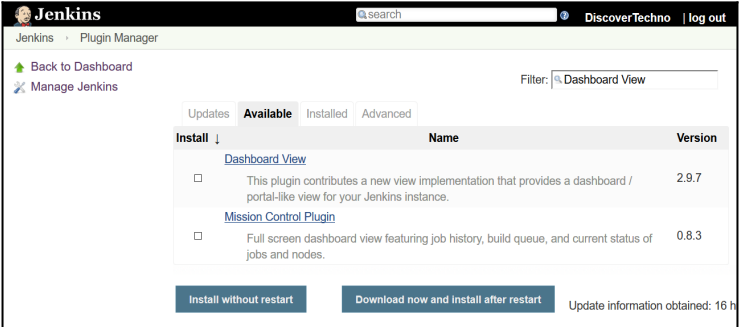 Jenkins
search
DiscoverTechno | log out
Jenkins Plugin Manager
Back to Dashboard
Manage Jenkins
Filter: Dashboard View
Updates Available Installed Advanced
Install ↓ Name Version
Dashboard View
This plugin contributes a new view implementation that provides a dashboard / 2.9.7
portal-like view for your Jenkins instance.
Mission Control Plugin
Full screen dashboard view featuring job history, build queue, and current status of 0.8.3
jobs and nodes.
Install without restart Download now and install after restart Update information obtained: 16 h